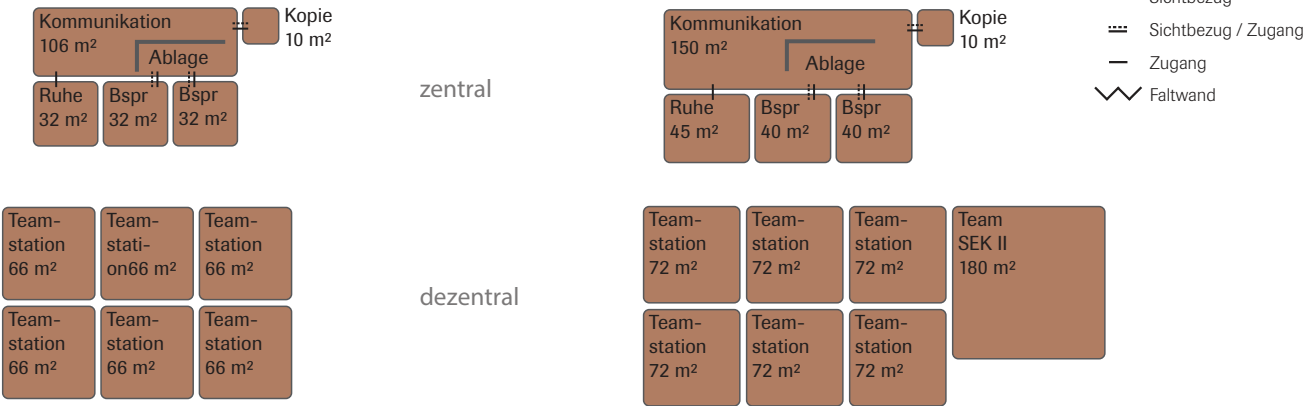 Kommunikation
106 m²
Ablage
Kopie
10 m²
Ruhe
32 m²
Bspr
32 m²
Bspr
32 m²
zentral
Kommunikation
150 m²
Ablage
Kopie
10 m²
Ruhe
45 m²
Bspr
40 m²
Bspr
40 m²
Sichtbezug
Sichtbezug / Zugang
Zugang
Faltwand
Team-
station
66 m²
Team-
stati-
on66 m²
Team-
station
66 m²
Team-
station
66 m²
Team-
station
66 m²
Team-
station
66 m²
dezentral
Team-
station
72 m²
Team-
station
72 m²
Team-
station
72 m²
Team
SEK II
180 m²
Team-
station
72 m²
Team-
station
72 m²
Team-
station
72 m²